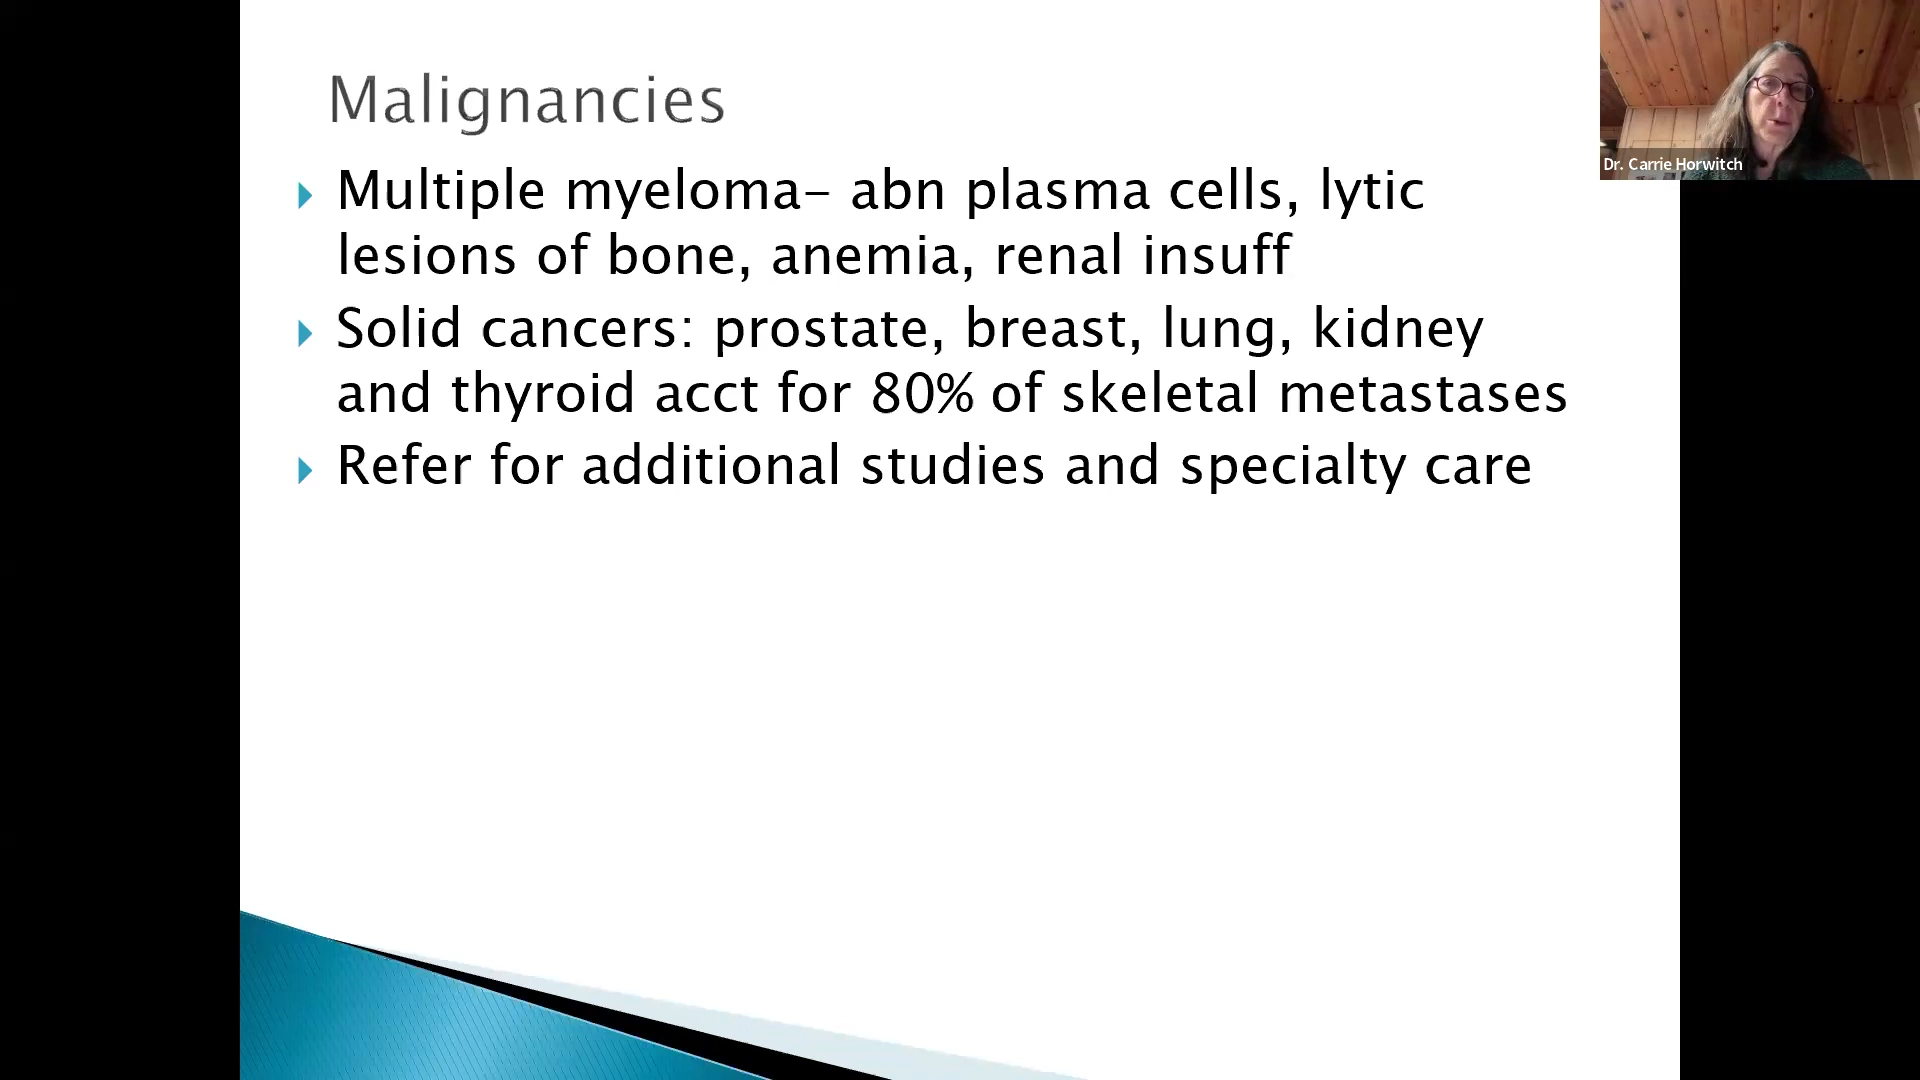 Malignancies
Multiple myeloma- abn plasma cells, lytic
lesions of bone, anemia, renal insuff
Solid cancers: prostate, breast, lung, kidney
and thyroid acct for 80% of skeletal metastases
Refer for additional studies and specialty care
Dr. Carrie Horwitch